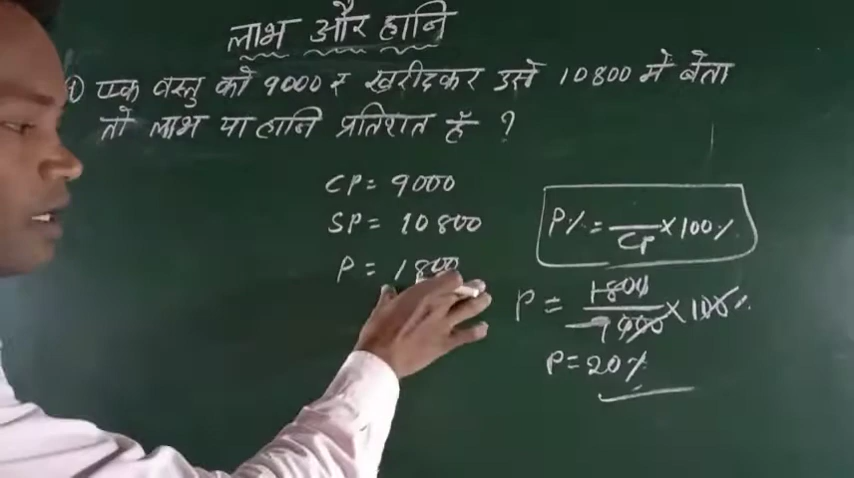 लाभ और हानि
① एक वस्तु को 9000 ₹ खरीदकर उसे 10800 में बेता
तो लाभ या हानि प्रतिशत हैं ?
CP = 9000
SP = 10800
P = 1800
P% = /CP × 100%
P = 1800/9000 × 100%
P = 20%